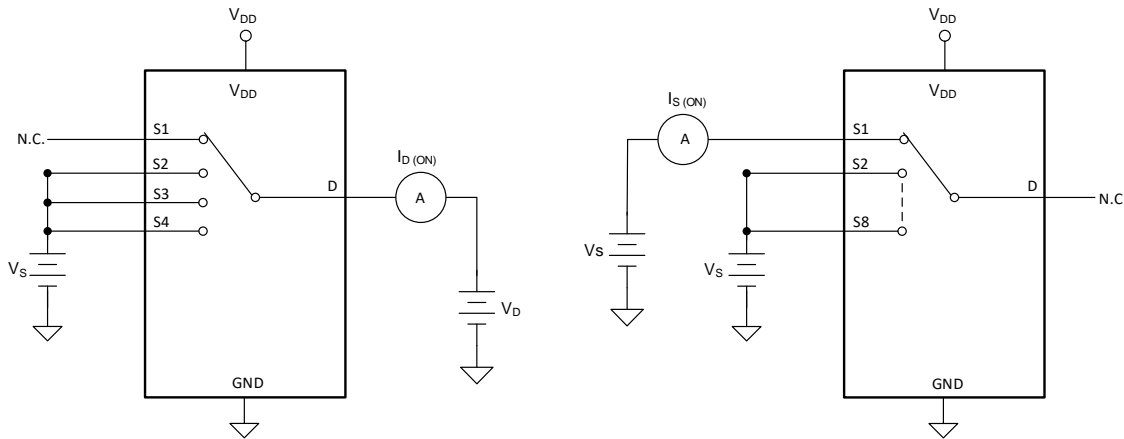 VDD
VDD
N.C.
S1
S2
S3
S4
D
ID (ON)
A
VS
VD
GND
VDD
VDD
IS (ON)
A
S1
S2
S8
D
N.C
VS
VS
GND